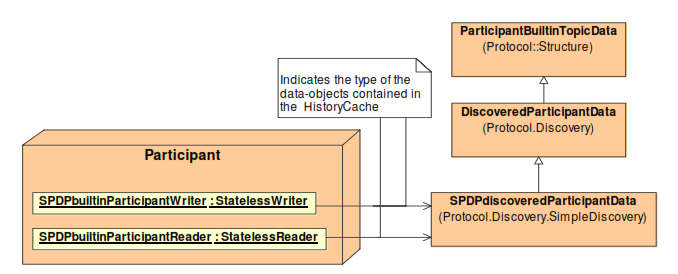 ParticipantBuiltinTopicData
(Protocol::Structure)
Indicates the type of the
data-objects contained in
the HistoryCache
DiscoveredParticipantData
(Protocol.Discovery)
Participant
SPDPbuiltinParticipantWriter : StatelessWriter
SPDPdiscoveredParticipantData
(Protocol.Discovery.SimpleDiscovery)
SPDPbuiltinParticipantReader : StatelessReader